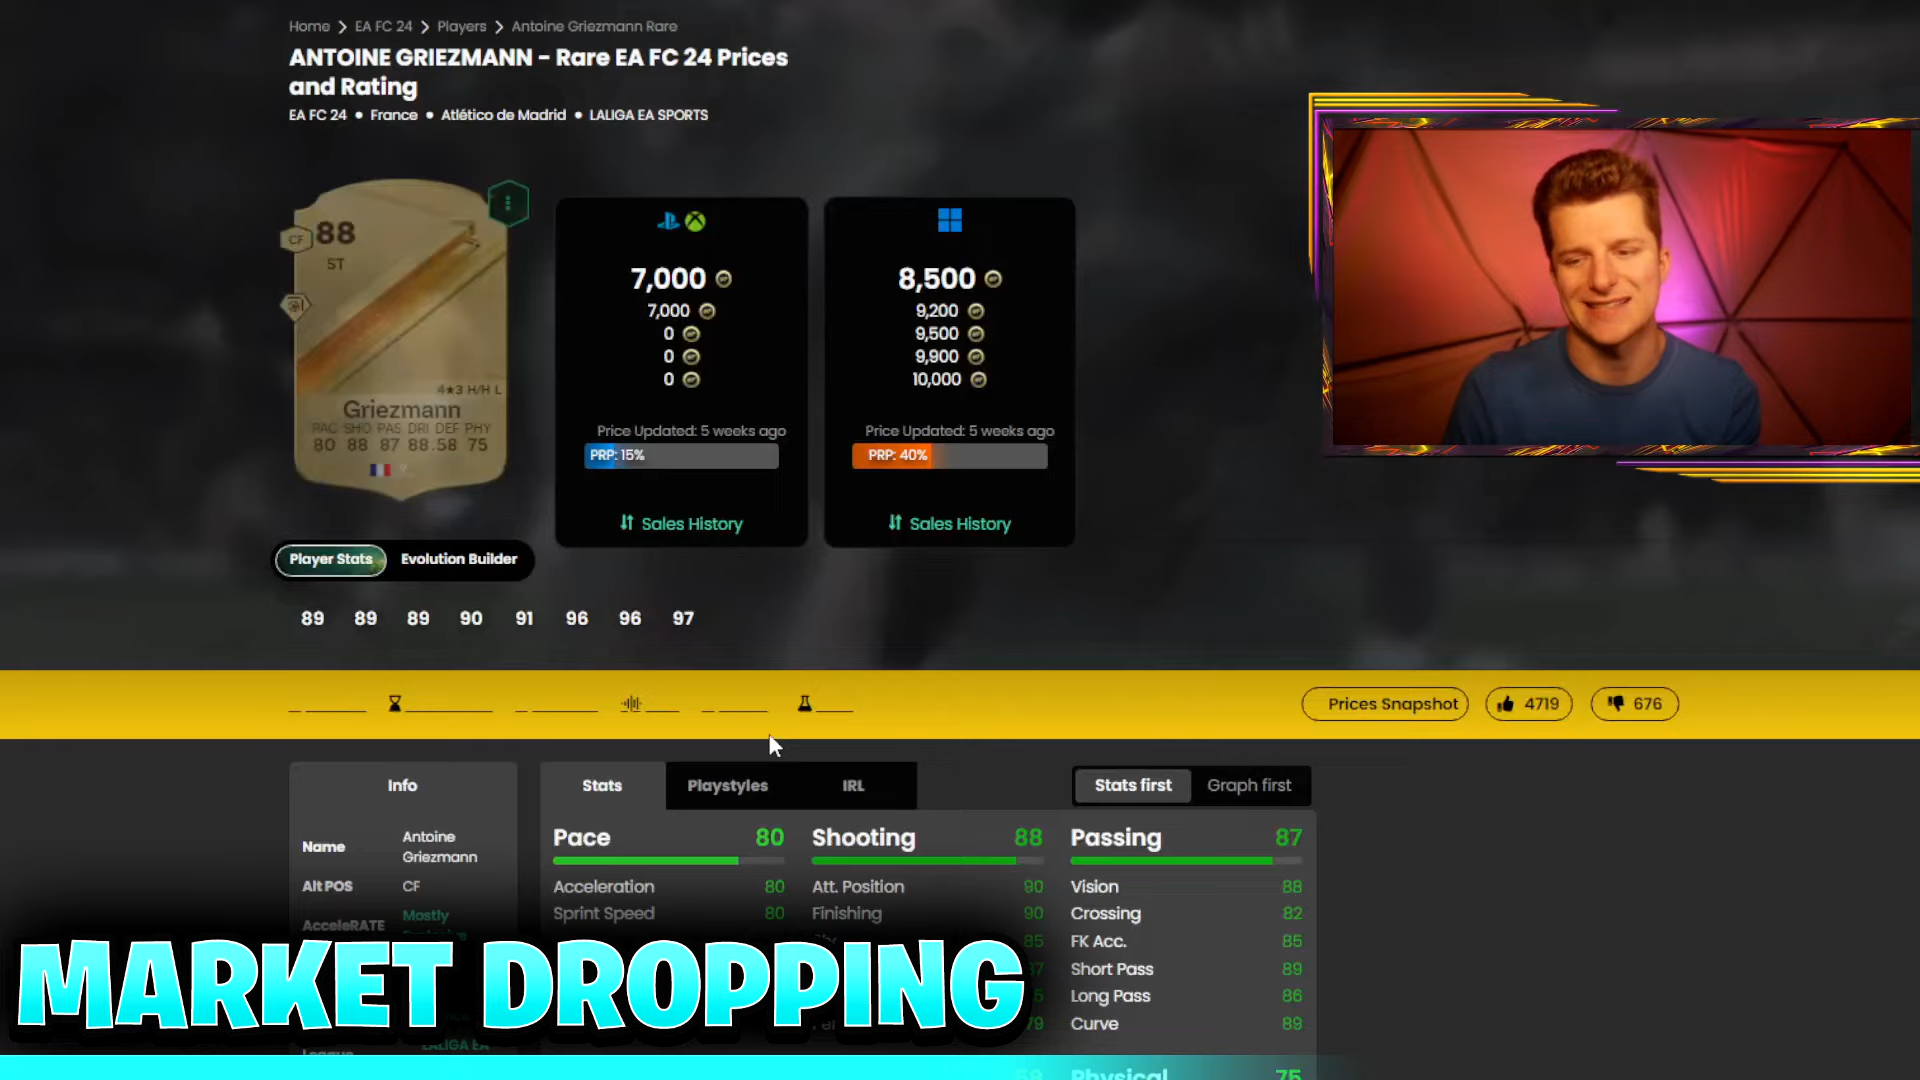 Home > EA FC 24 > Players > Antoine Griezmann Rare
ANTOINE GRIEZMANN - Rare EA FC 24 Prices
and Rating
EA FC 24 • France • Atlético de Madrid • LALIGA EA SPORTS
88
CF
ST
4★3 H/H L
Griezmann
PAC SHO PAS DRI DEF PHY
80 88 87 88 58 75
7,000
7,000
0
0
0
Price Updated: 5 weeks ago
PRP: 15%
Sales History
8,500
9,200
9,500
9,900
10,000
Price Updated: 5 weeks ago
PRP: 40%
Sales History
Player Stats
Evolution Builder
89 89 89 90 91 96 96 97
Prices Snapshot
4719
676
Info
Name
Antoine
Griezmann
Alt POS
CF
AcceleRATE
Mostly
Stats
Playstyles
IRL
Stats first
Graph first
Pace 80
Acceleration 80
Sprint Speed 80
Shooting 88
Att. Position 90
Finishing 90
85
Passing 87
Vision 88
Crossing 82
FK Acc. 85
Short Pass 89
Long Pass 86
Curve 89
Physical 75
LALIGA EA
MARKET DROPPING